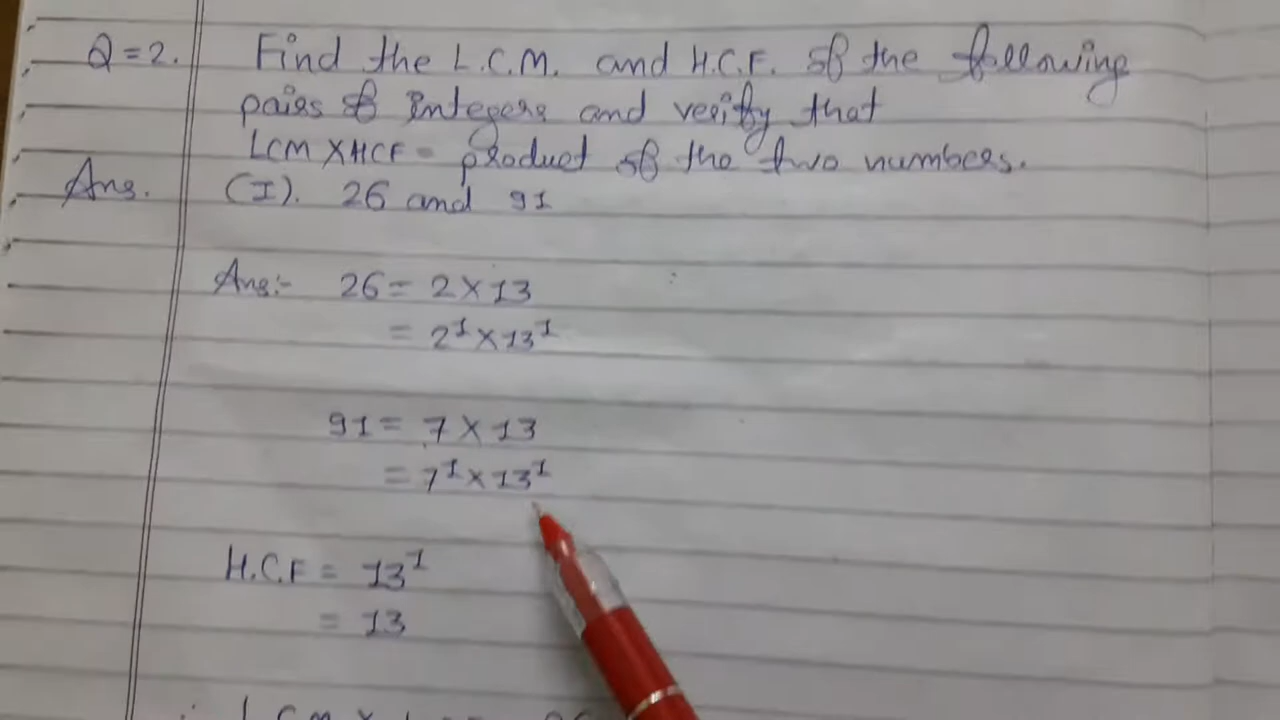 Q=2. Find the L.C.M. and H.C.F. of the following
pairs of integers and verify that
LCM X HCF = product of the two numbers.
Ans. (I). 26 and 91
Ans:- 26 = 2 X 13
= 2¹ X 13¹
91 = 7 X 13
= 7¹ X 13¹
H.C.F = 13¹
= 13
∴ LCM X